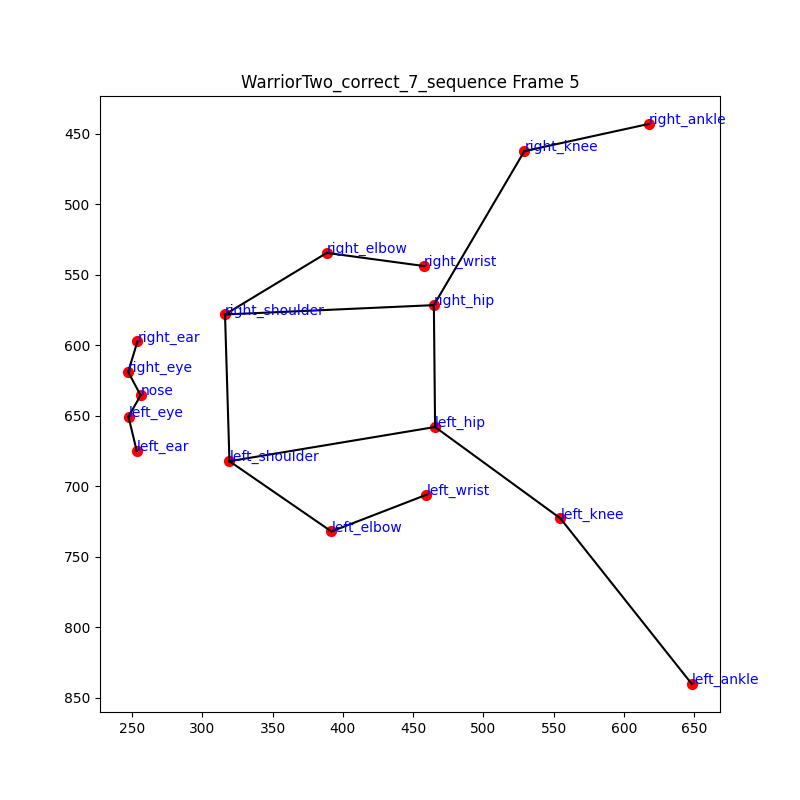 WarriorTwo_correct_7_sequence Frame 5
right_ankle
right_knee
right_elbow
right_wrist
right_hip
right_shoulder
right_ear
right_eye
nose
left_eye
left_hip
left_ear
left_shoulder
left_wrist
left_knee
left_elbow
left_ankle
450
500
550
600
650
700
750
800
850
250 300 350 400 450 500 550 600 650